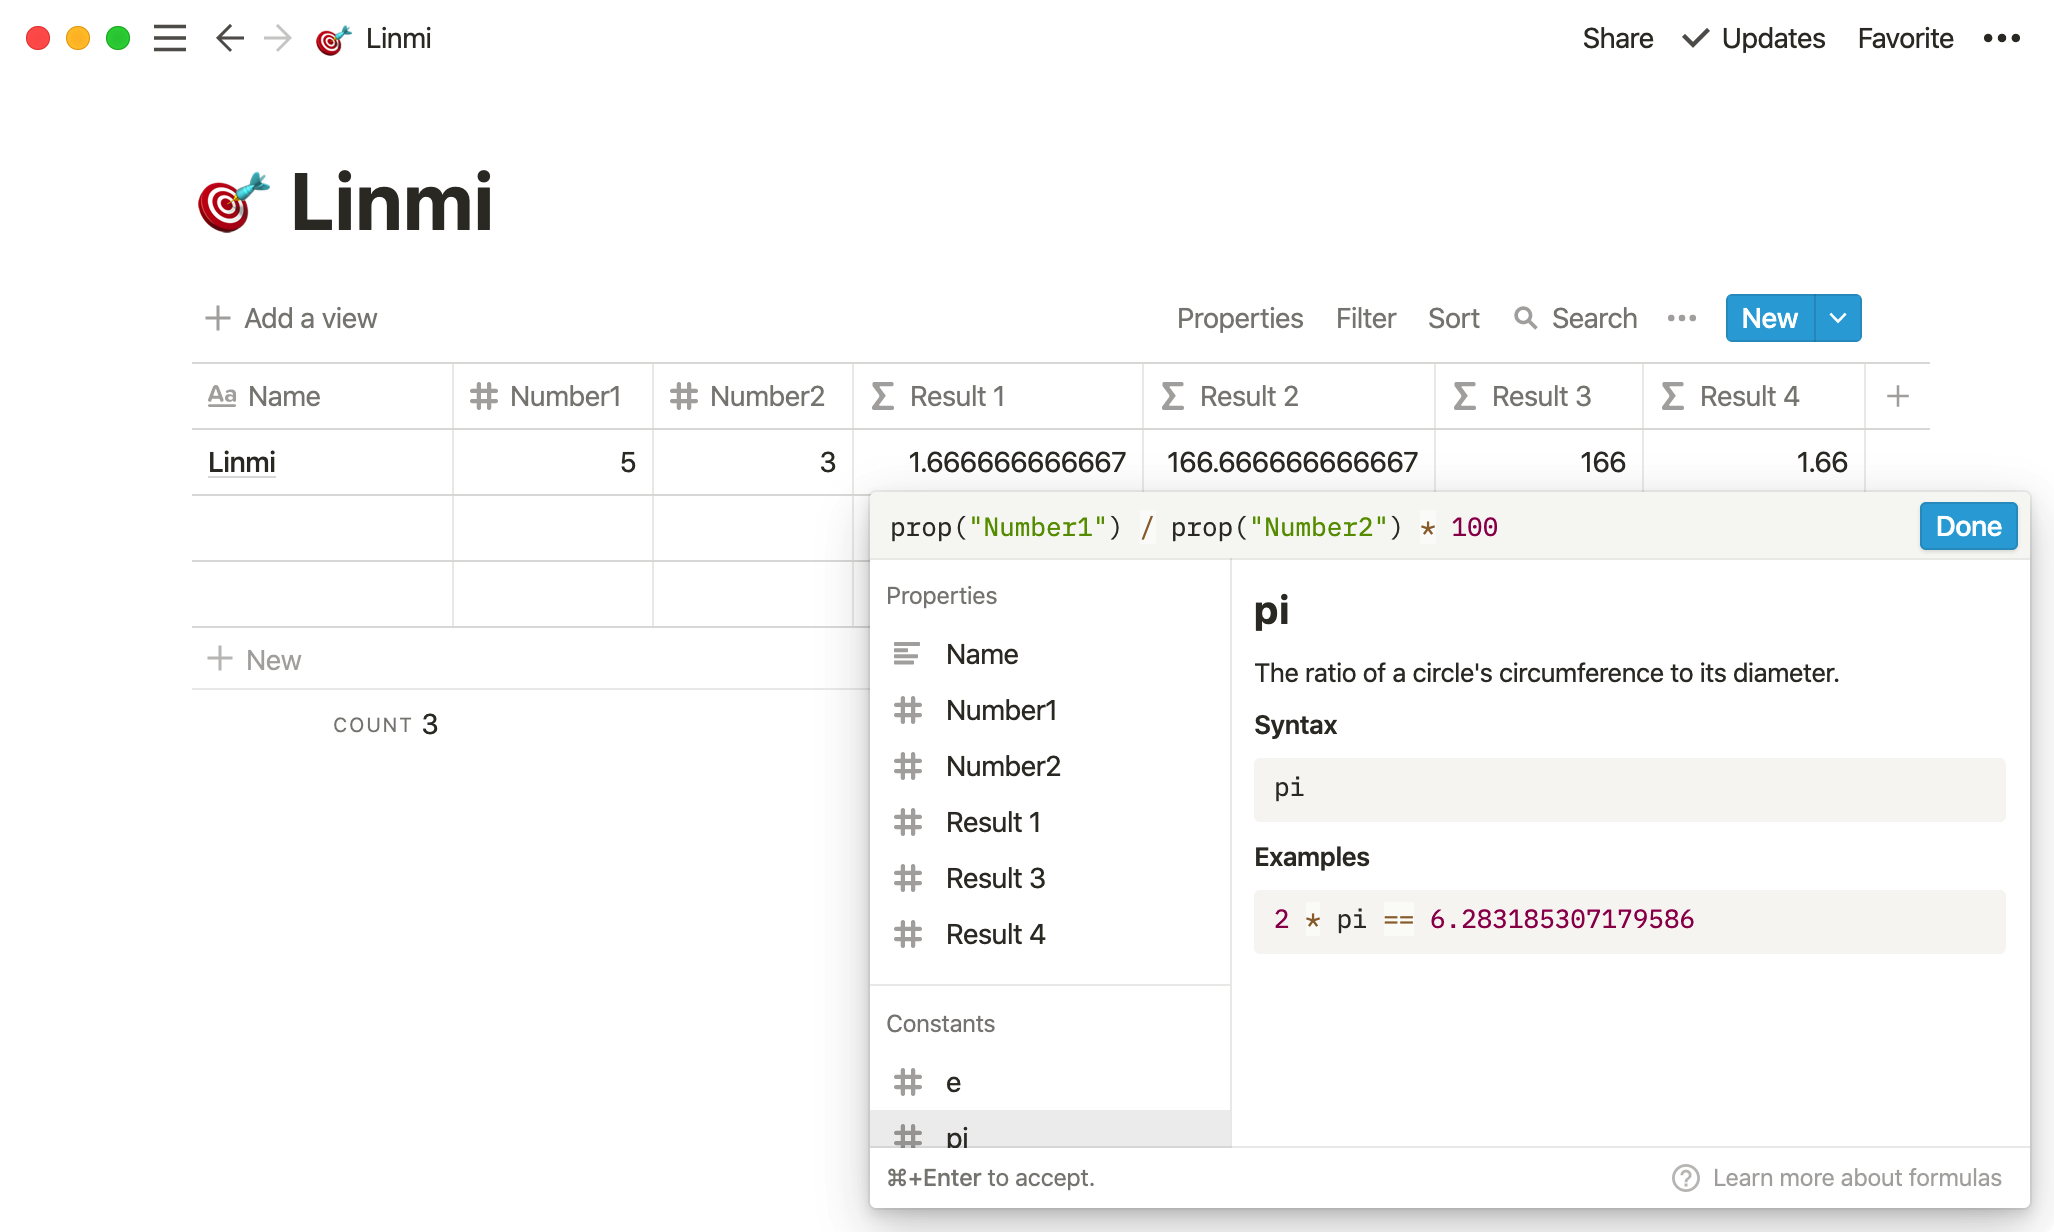 Linmi
Share ✓ Updates Favorite •••
Linmi
+ Add a view
Properties Filter Sort Search ••• New
Aa Name # Number1 # Number2 Σ Result 1 Σ Result 2 Σ Result 3 Σ Result 4 +
Linmi 5 3 1.666666666667 166.666666666667 166 1.66
prop("Number1") / prop("Number2") * 100 Done
+ New
COUNT 3
Properties
Name
# Number1
# Number2
# Result 1
# Result 3
# Result 4
Constants
# e
# pi
pi
The ratio of a circle's circumference to its diameter.
Syntax
pi
Examples
2 * pi == 6.283185307179586
⌘+Enter to accept.
? Learn more about formulas